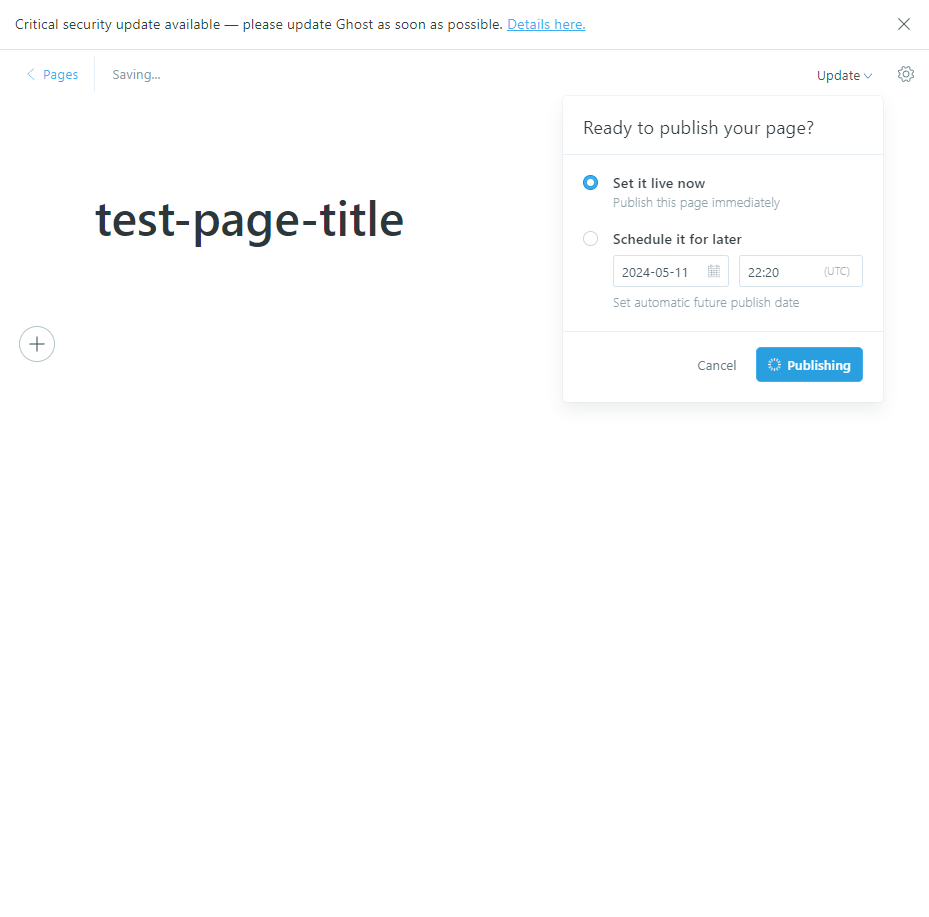 Critical security update available — please update Ghost as soon as possible. Details here.
Pages
Saving...
Update
Ready to publish your page?
test-page-title
Set it live now
Publish this page immediately
Schedule it for later
2024-05-11
22:20
(UTC)
Set automatic future publish date
Cancel
Publishing